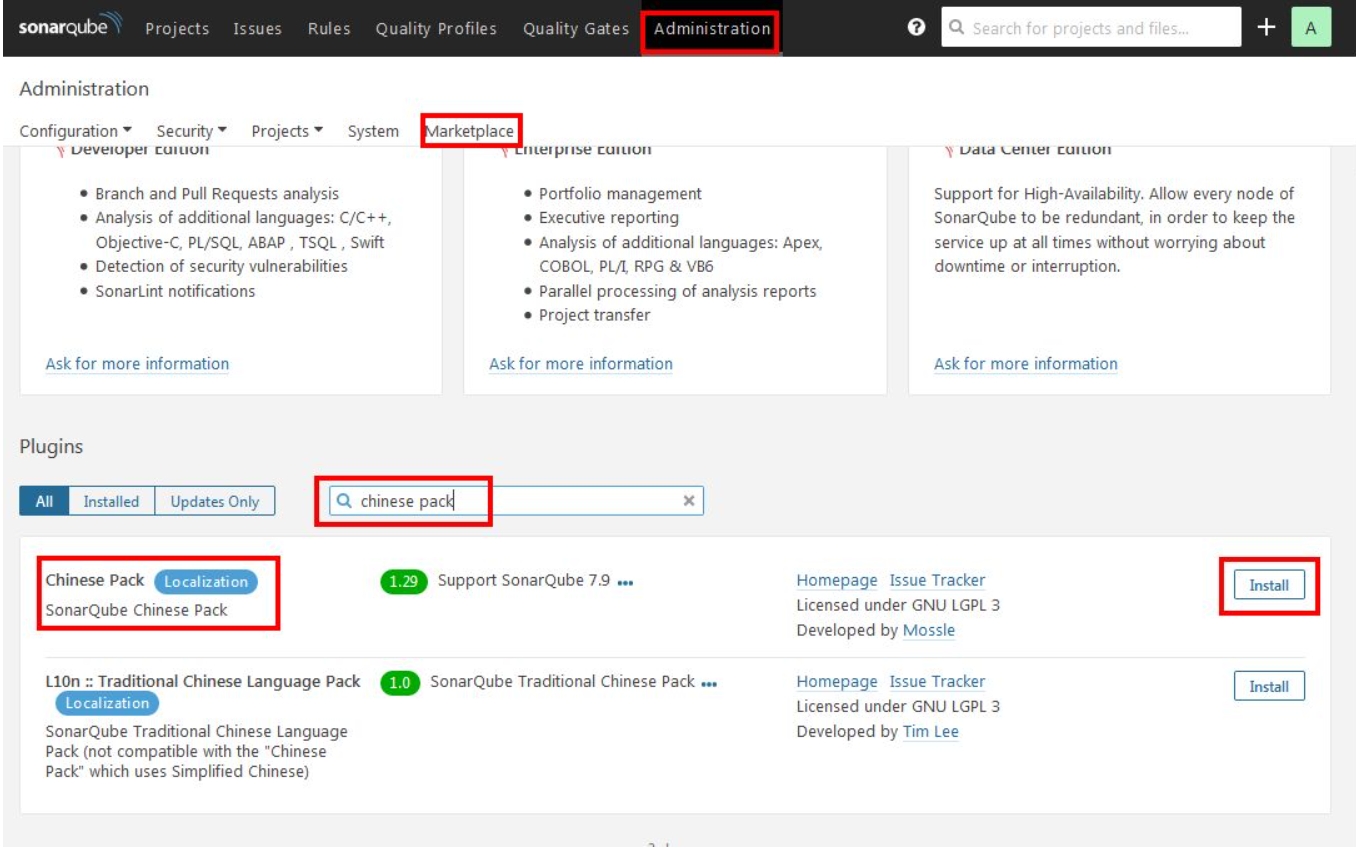 sonarqube Projects Issues Rules Quality Profiles Quality Gates Administration ? Search for projects and files... + A
Administration
Configuration Security Projects System Marketplace
Developer Edition
Branch and Pull Requests analysis
Analysis of additional languages: C/C++,
Objective-C, PL/SQL, ABAP , TSQL , Swift
Detection of security vulnerabilities
SonarLint notifications
Ask for more information
Enterprise Edition
Portfolio management
Executive reporting
Analysis of additional languages: Apex,
COBOL, PL/I, RPG & VB6
Parallel processing of analysis reports
Project transfer
Ask for more information
Data Center Edition
Support for High-Availability. Allow every node of
SonarQube to be redundant, in order to keep the
service up at all times without worrying about
downtime or interruption.
Ask for more information
Plugins
All Installed Updates Only chinese pack
Chinese Pack Localization
SonarQube Chinese Pack
1.29 Support SonarQube 7.9 •••
Homepage Issue Tracker
Licensed under GNU LGPL 3
Developed by Mossle
Install
L10n :: Traditional Chinese Language Pack
Localization
SonarQube Traditional Chinese Language
Pack (not compatible with the "Chinese
Pack" which uses Simplified Chinese)
1.0 SonarQube Traditional Chinese Pack •••
Homepage Issue Tracker
Licensed under GNU LGPL 3
Developed by Tim Lee
Install